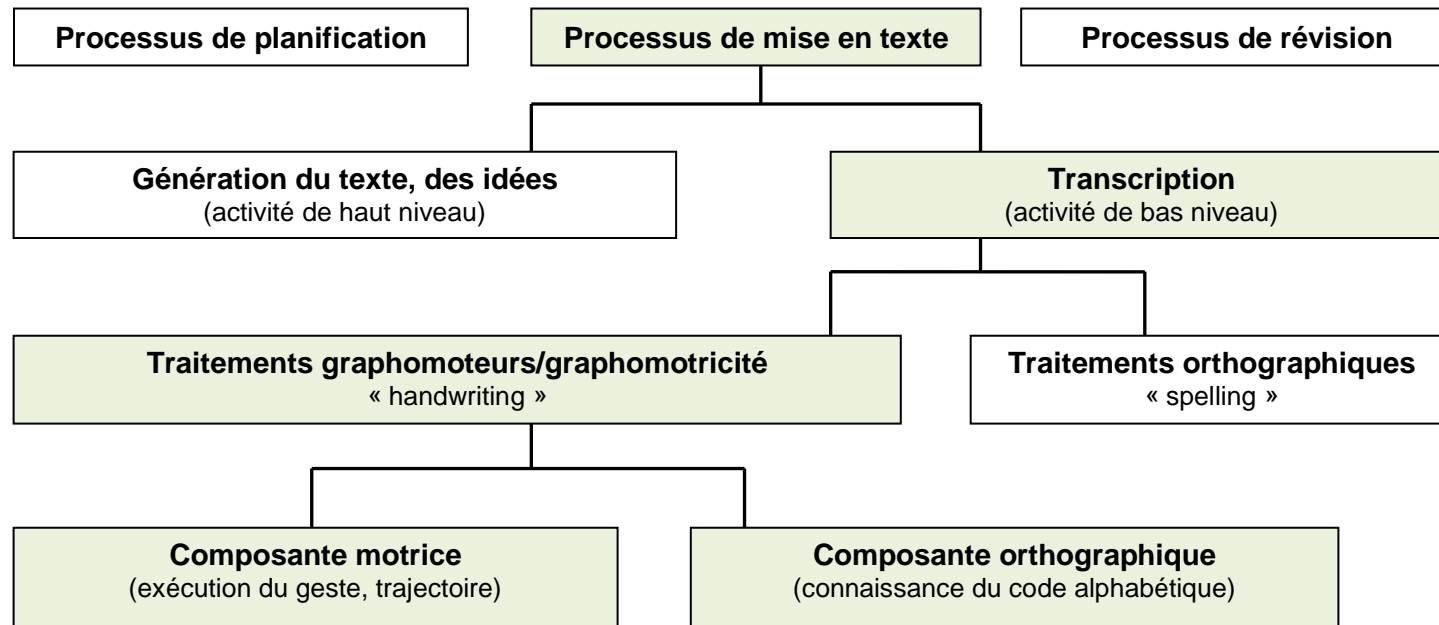 Processus de planification
Processus de mise en texte
Processus de révision
Génération du texte, des idées
(activité de haut niveau)
Transcription
(activité de bas niveau)
Traitements graphomoteurs/graphomotricité
« handwriting »
Traitements orthographiques
« spelling »
Composante motrice
(exécution du geste, trajectoire)
Composante orthographique
(connaissance du code alphabétique)